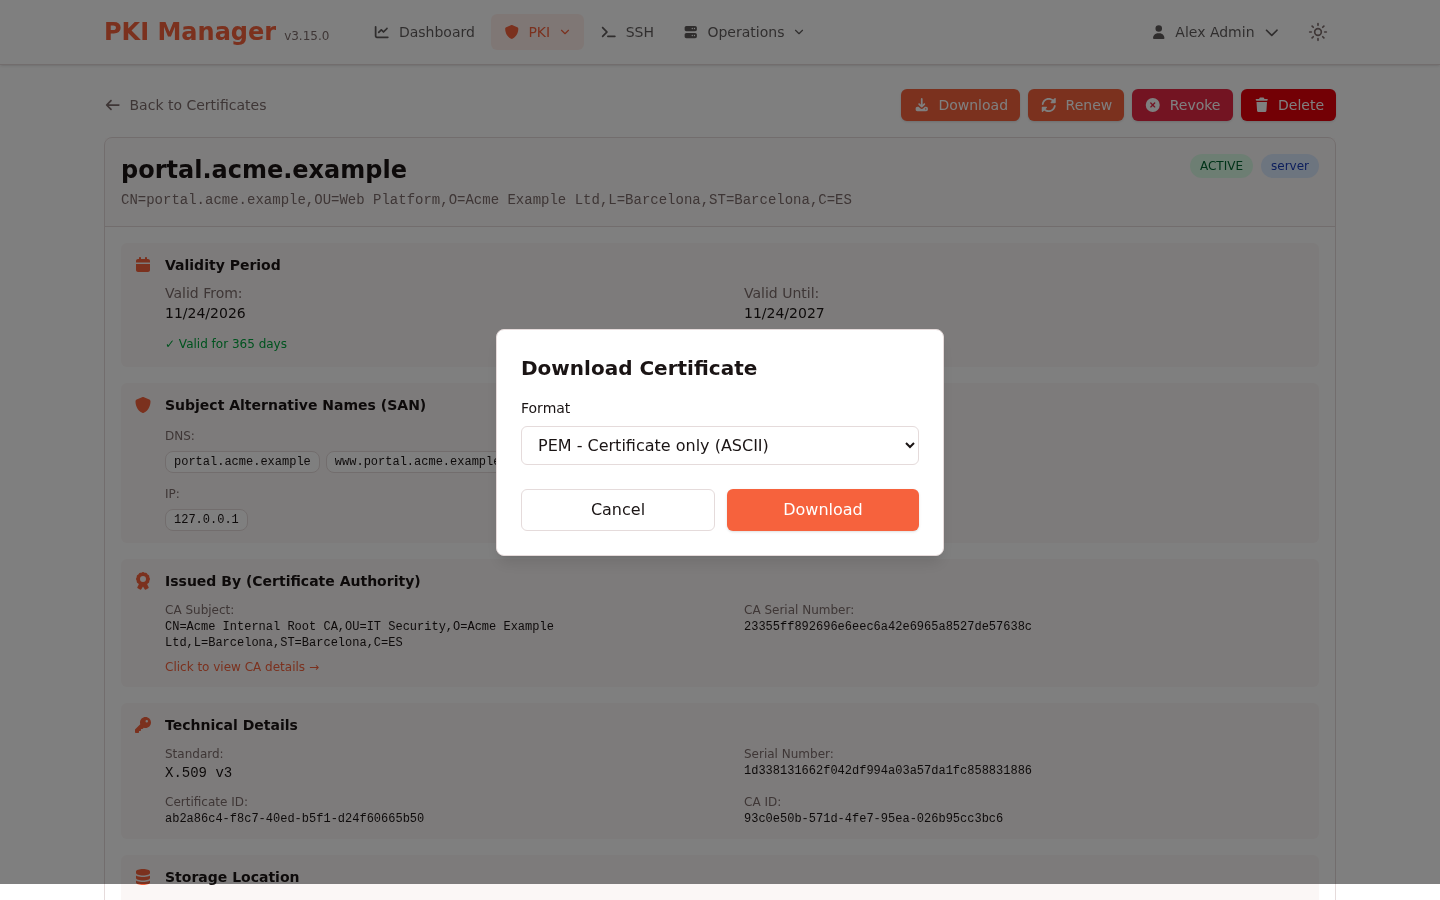 PKI Manager v3.15.0
Dashboard
PKI
SSH
Operations
Alex Admin
Back to Certificates
Download
Renew
Revoke
Delete
portal.acme.example
ACTIVE
server
CN=portal.acme.example,OU=Web Platform,O=Acme Example Ltd,L=Barcelona,ST=Barcelona,C=ES
Validity Period
Valid From:
11/24/2026
Valid Until:
11/24/2027
✓ Valid for 365 days
Subject Alternative Names (SAN)
DNS:
portal.acme.example
www.portal.acme.example
IP:
127.0.0.1
Download Certificate
Format
PEM - Certificate only (ASCII)
Cancel
Download
Issued By (Certificate Authority)
CA Subject:
CN=Acme Internal Root CA,OU=IT Security,O=Acme Example
Ltd,L=Barcelona,ST=Barcelona,C=ES
CA Serial Number:
23355ff892696e6eec6a42e6965a8527de57638c
Click to view CA details →
Technical Details
Standard:
X.509 v3
Serial Number:
1d338131662f042df994a03a57da1fc858831886
Certificate ID:
ab2a86c4-f8c7-40ed-b5f1-d24f60665b50
CA ID:
93c0e50b-571d-4fe7-95ea-026b95cc3bc6
Storage Location